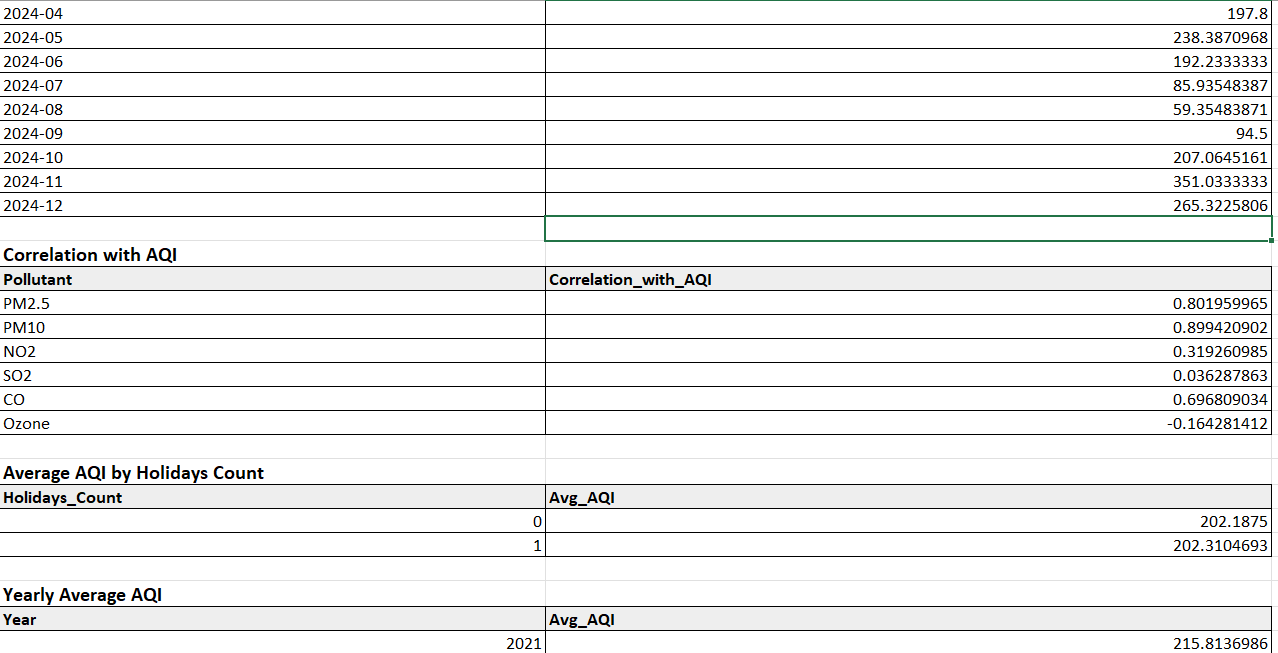 2024-04 197.8
2024-05 238.3870968
2024-06 192.2333333
2024-07 85.93548387
2024-08 59.35483871
2024-09 94.5
2024-10 207.0645161
2024-11 351.0333333
2024-12 265.3225806
Correlation with AQI
Pollutant Correlation_with_AQI
PM2.5 0.801959965
PM10 0.899420902
NO2 0.319260985
SO2 0.036287863
CO 0.696809034
Ozone -0.164281412
Average AQI by Holidays Count
Holidays_Count Avg_AQI
0 202.1875
1 202.3104693
Yearly Average AQI
Year Avg_AQI
2021 215.8136986